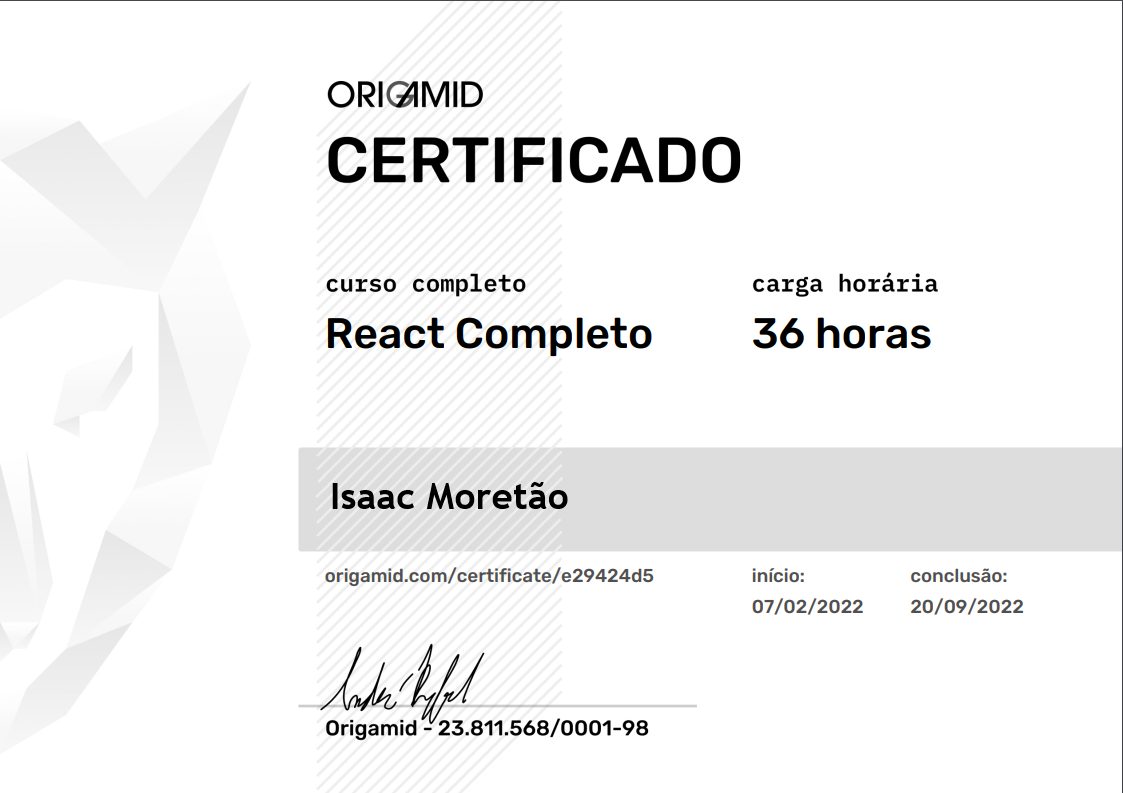 ORIGAMID
CERTIFICADO
curso completo
React Completo
carga horária
36 horas
Isaac Moretão
origamid.com/certificate/e29424d5
início:
07/02/2022
conclusão:
20/09/2022
Origamid - 23.811.568/0001-98